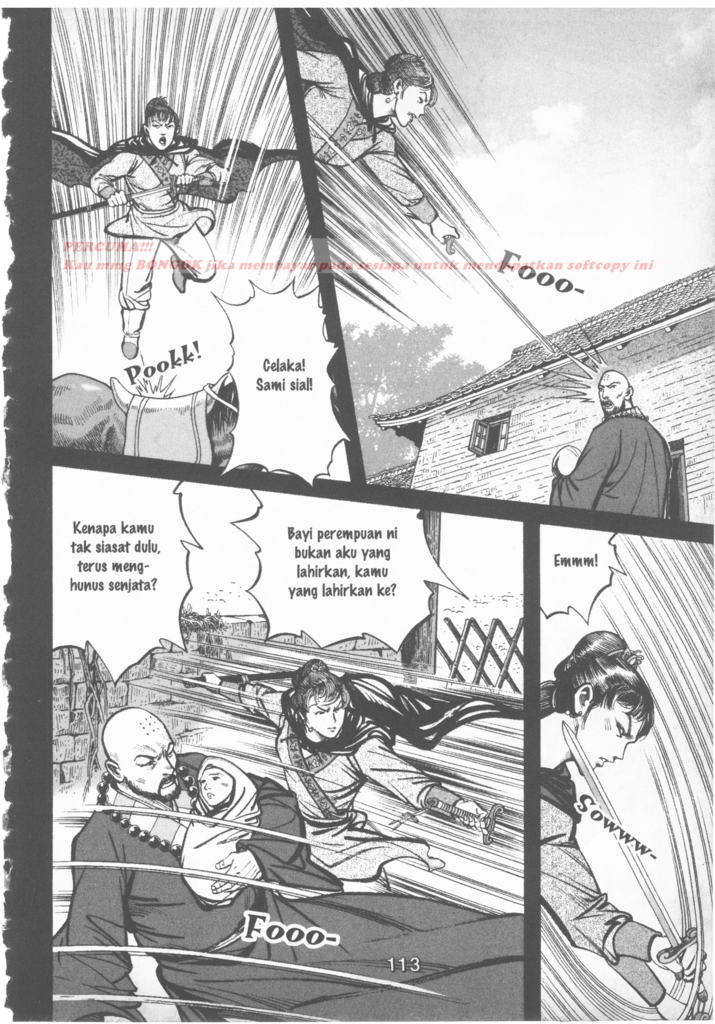 PERCUMA!!!
Kau mmg BONGOK jika membayar pada sesiapa untuk mendapatkan softcopy ini
Fooo-
Pookk!
Celaka!
Sami sial!
Kenapa kamu
tak siasat dulu,
terus meng-
hunus senjata?
Bayi perempuan ni
bukan aku yang
lahirkan, kamu
yang lahirkan ke?
Emmm!
Sowww-
Fooo-
113